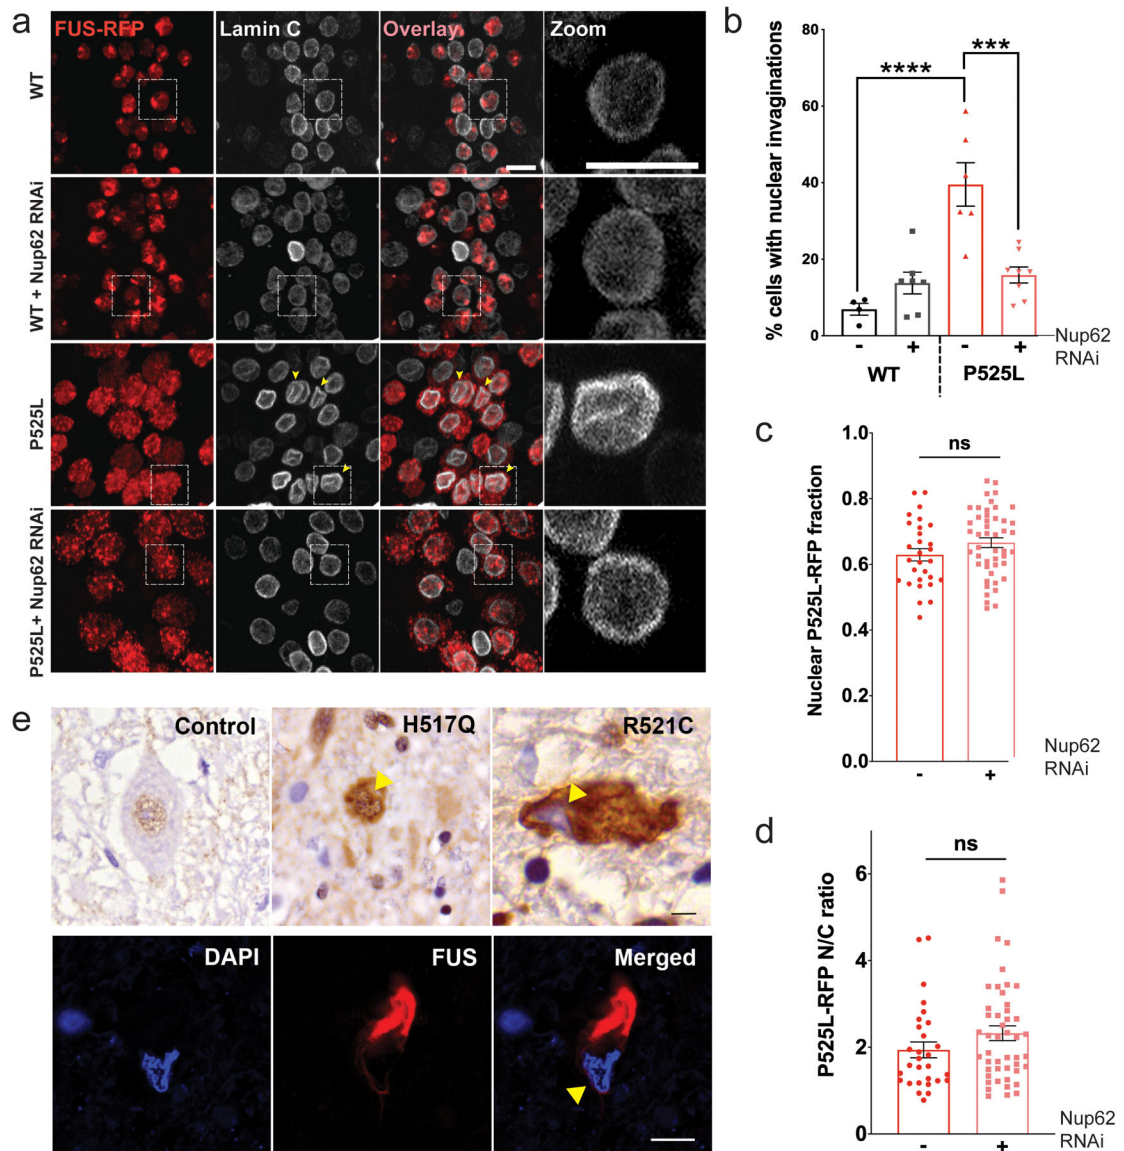 a
FUS-RFP
Lamin C
Overlay
Zoom
WT
WT + Nup62 RNAi
P525L
P525L+ Nup62 RNAi
b
% cells with nuclear invaginations
80
60
40
20
0
****
***
- + - +
Nup62
RNAi
WT
P525L
c
Nuclear P525L-RFP fraction
1.0
0.8
0.6
0.4
0.2
0.0
ns
- +
Nup62
RNAi
d
P525L-RFP N/C ratio
6
4
2
0
ns
- +
Nup62
RNAi
e
Control
H517Q
R521C
DAPI
FUS
Merged